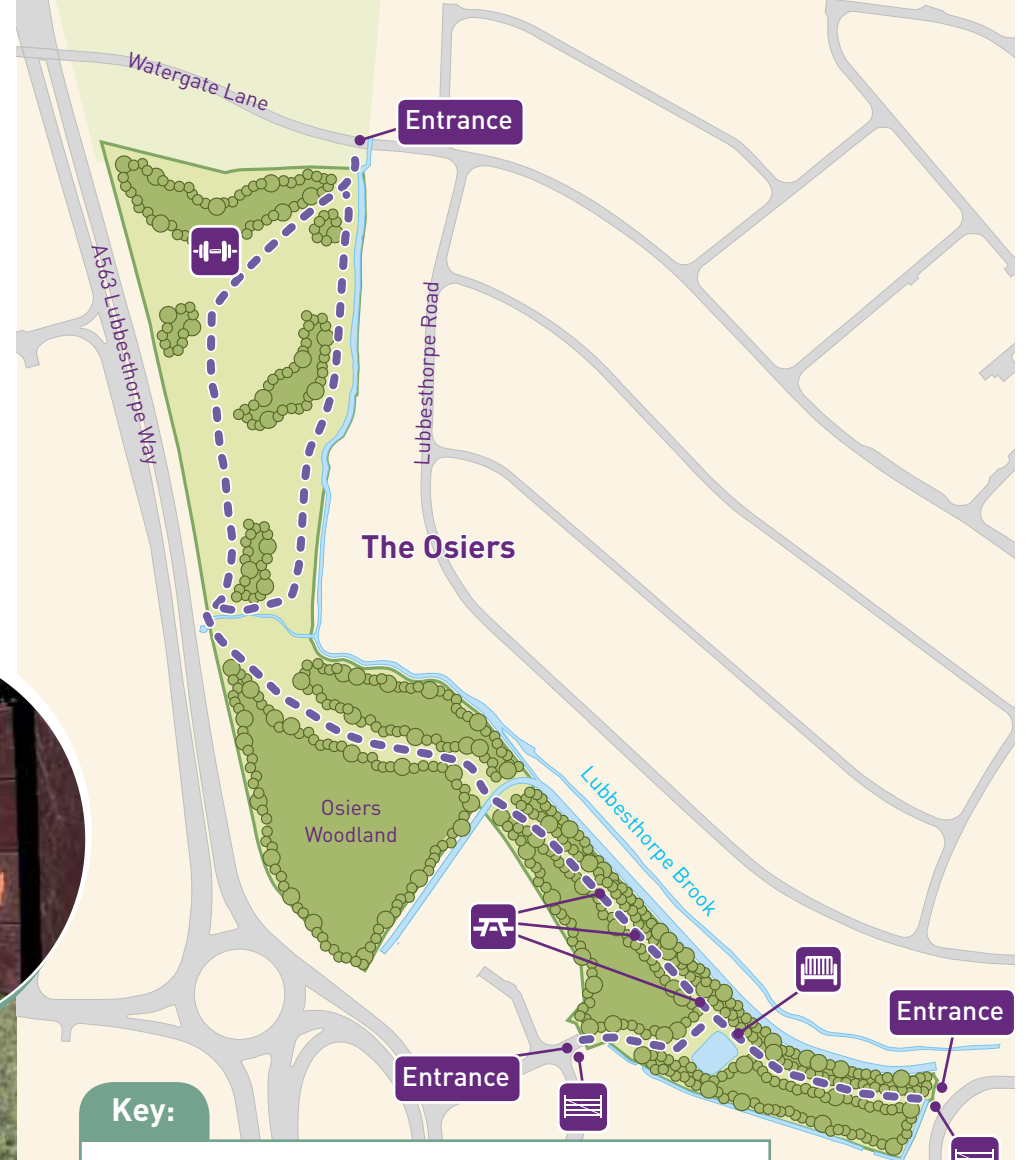 Watergate Lane
Entrance
A563 Lubbesthorpe Way
Lubbesthorpe Road
The Osiers
Osiers
Woodland
Lubbesthorpe Brook
Entrance
Entrance
Key: